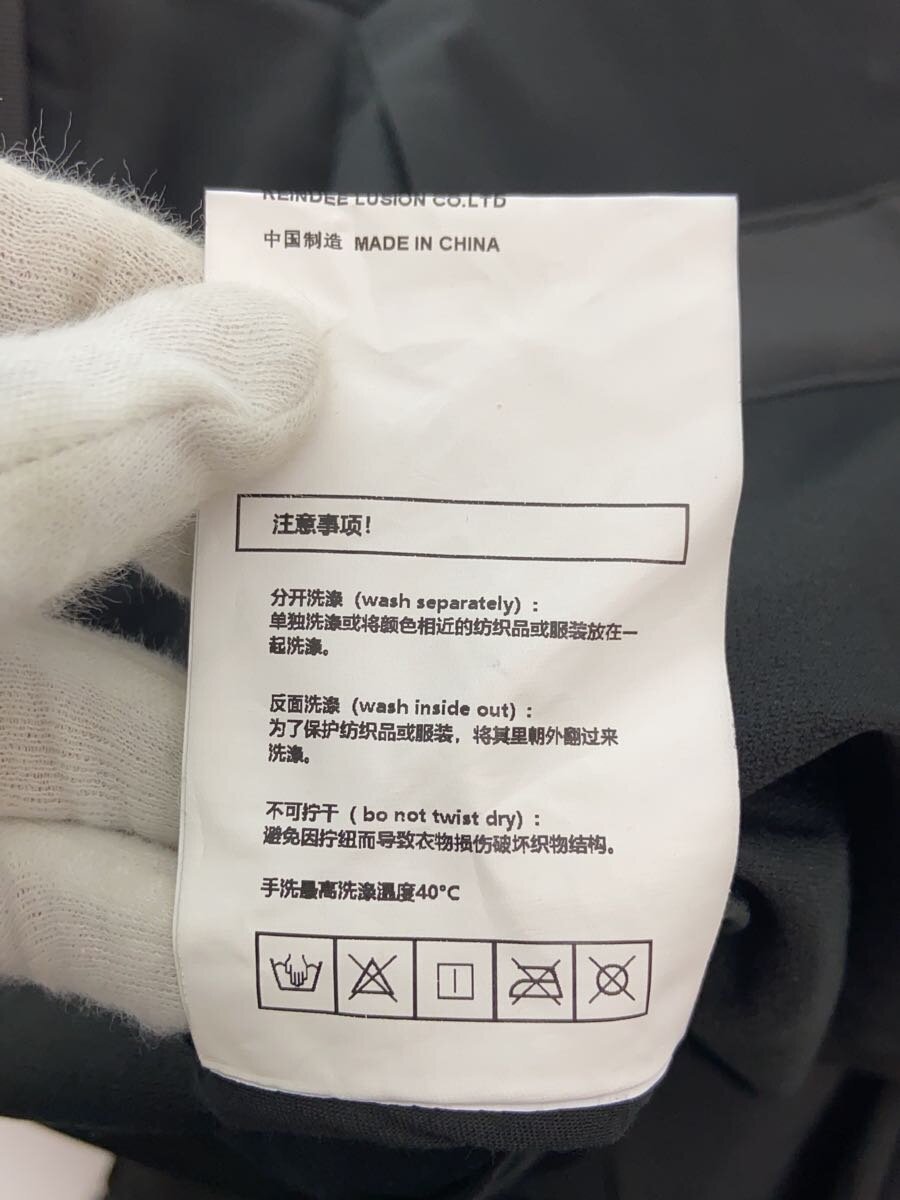 REINDEE LUSION CO.LTD
中国制造 MADE IN CHINA
注意事项!
分开洗涤 (wash separately) :
单独洗涤或将颜色相近的纺织品或服装放在一
起洗涤。
反面洗涤 (wash inside out) :
为了保护纺织品或服装，将其里朝外翻过来
洗涤。
不可拧干 ( bo not twist dry) :
避免因拧纽而导致衣物损伤破坏织物结构。
手洗最高洗涤温度40°C